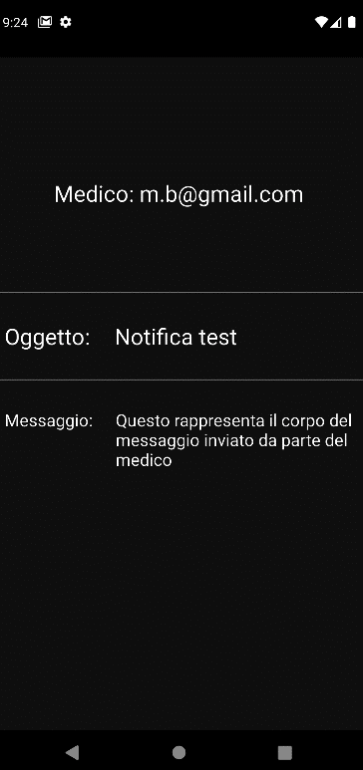 9:24
Medico: m.b@gmail.com
Oggetto: Notifica test
Messaggio: Questo rappresenta il corpo del
messaggio inviato da parte del
medico